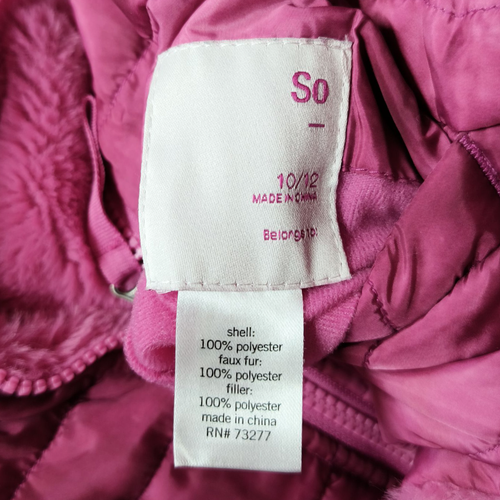 So
10/12
MADE IN CHINA
Belongs to:
shell:
100% polyester
faux fur:
100% polyester
filler:
100% polyester
made in china
RN# 73277